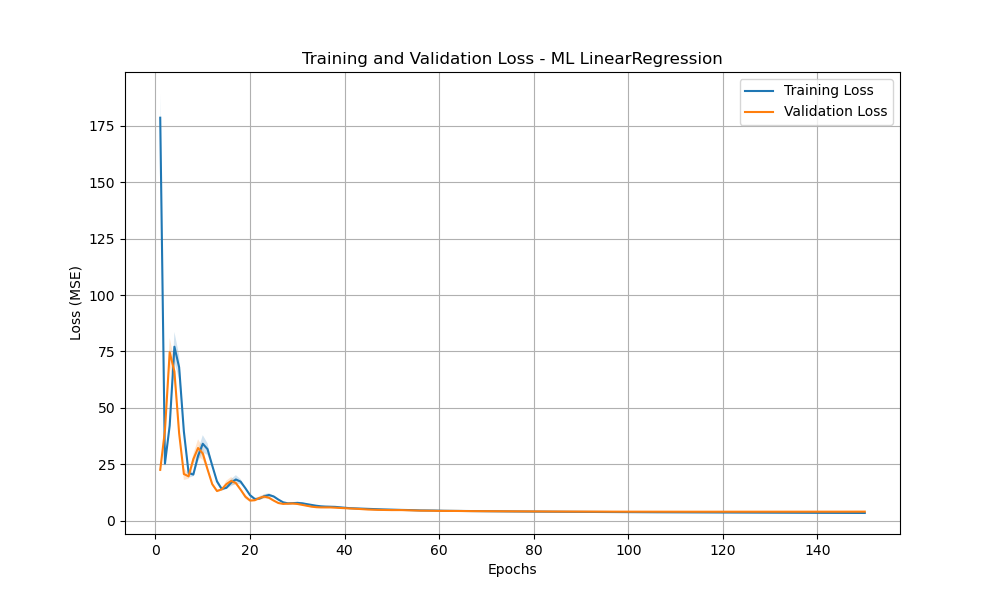 Training and Validation Loss - ML LinearRegression
Training Loss
Validation Loss
Loss (MSE)
175
150
125
100
75
50
25
0
0 20 40 60 80 100 120 140
Epochs